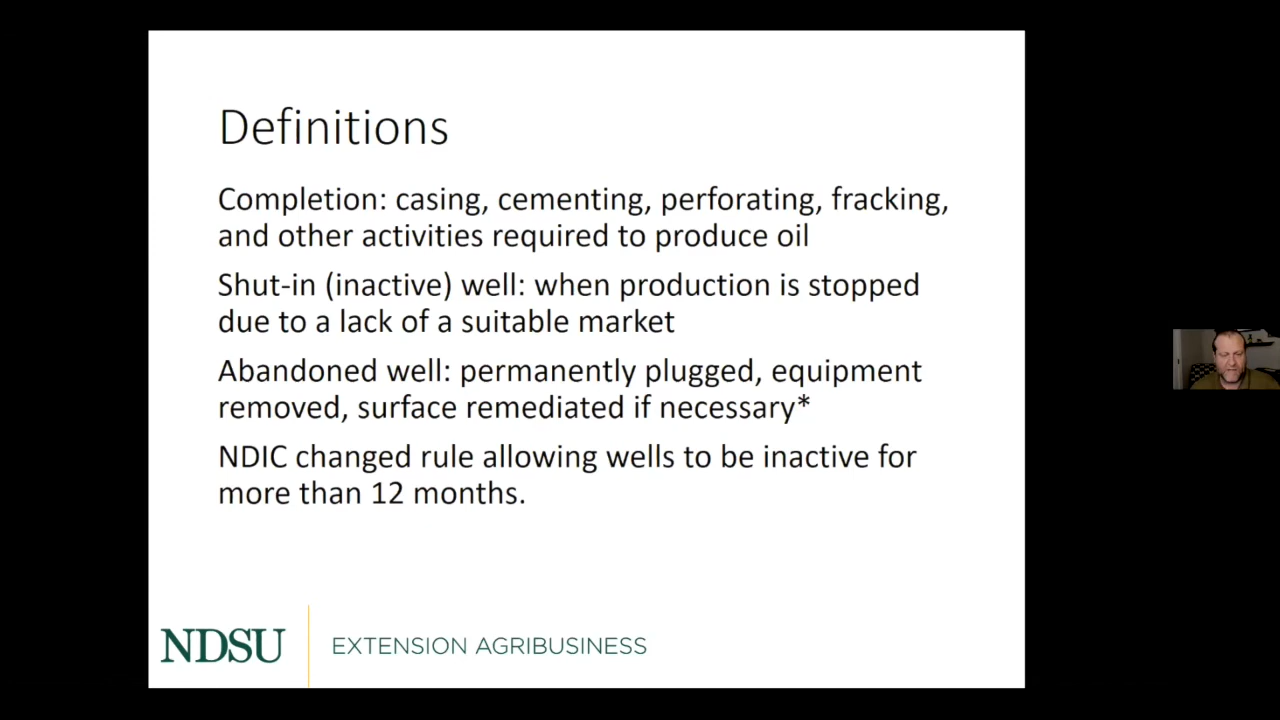 Definitions
Completion: casing, cementing, perforating, fracking,
and other activities required to produce oil
Shut-in (inactive) well: when production is stopped
due to a lack of a suitable market
Abandoned well: permanently plugged, equipment
removed, surface remediated if necessary*
NDIC changed rule allowing wells to be inactive for
more than 12 months.
NDSU
EXTENSION AGRIBUSINESS